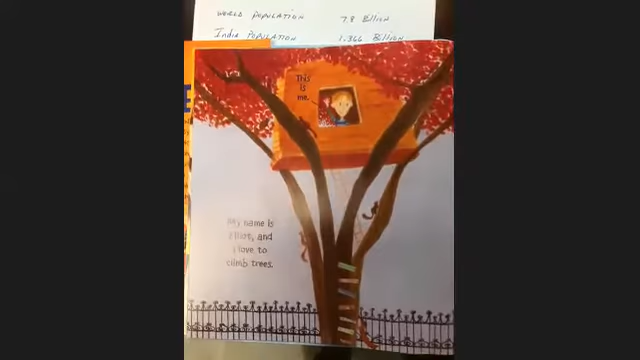 WORLD POPULATION 7.8 Billion
India POPULATION 1.366 Billion
This
is
me.
My name is
Elliot, and
I love to
climb trees.